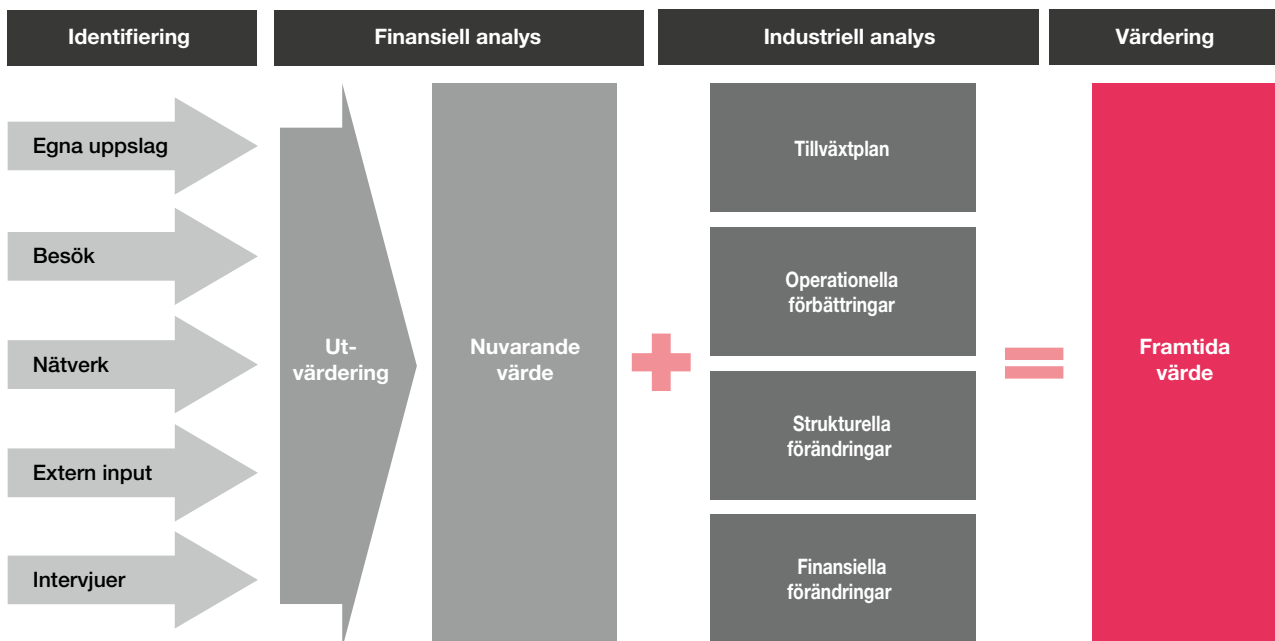 Identifiering
Finansiell analys
Industriell analys
Värdering
Egna uppslag
Besök
Nätverk
Extern input
Intervjuer
Ut-
värdering
Nuvarande
värde
Tillväxtplan
Operationella
förbättringar
Strukturella
förändringar
Finansiella
förändringar
Framtida
värde